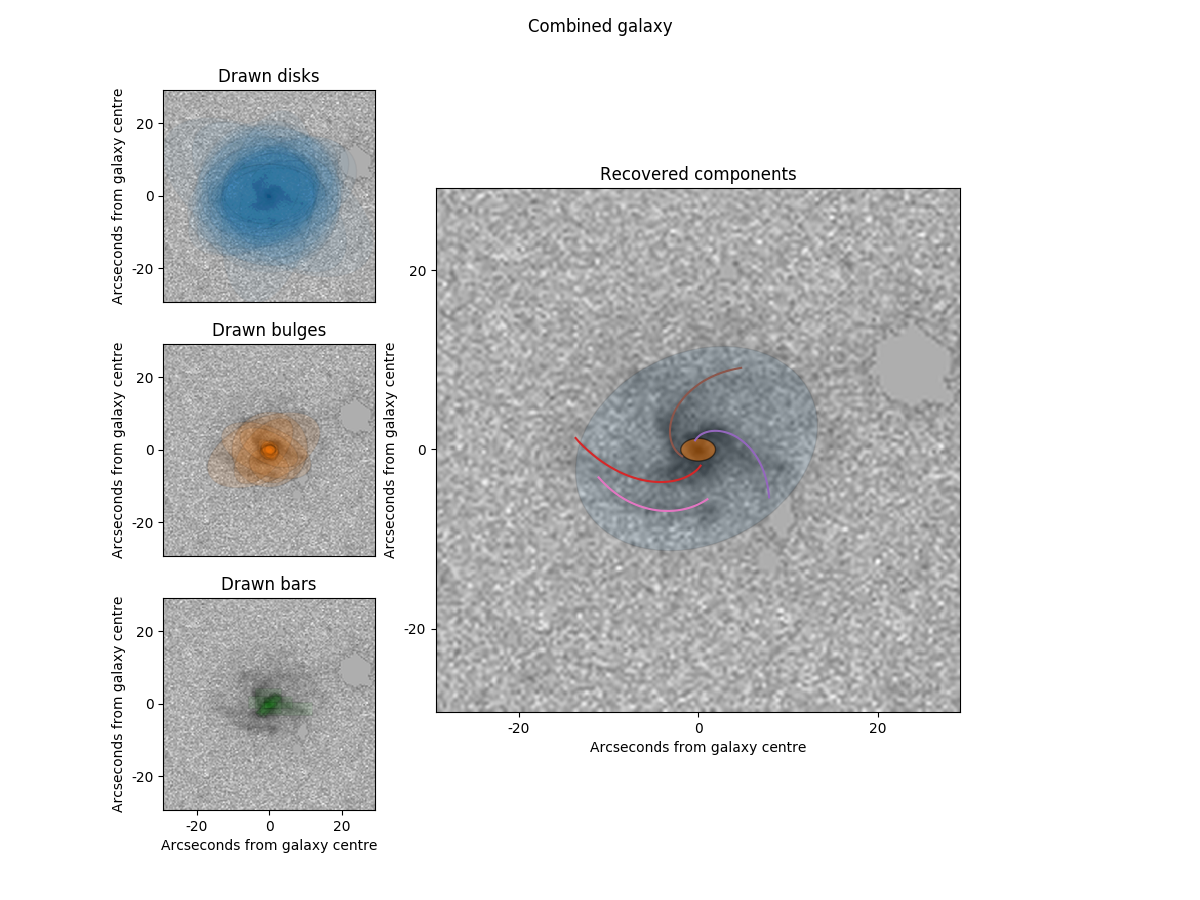 Combined galaxy
Drawn disks
Arcseconds from galaxy centre
20
0
-20
Drawn bulges
Arcseconds from galaxy centre
20
0
-20
Drawn bars
Arcseconds from galaxy centre
20
0
-20
-20 0 20
Arcseconds from galaxy centre
Recovered components
Arcseconds from galaxy centre
20
0
-20
-20 0 20
Arcseconds from galaxy centre